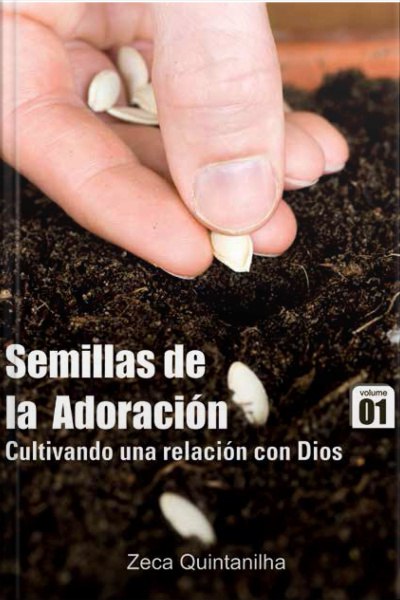 Semillas de
la Adoración
volume
01
Cultivando una relación con Dios
Zeca Quintanilha